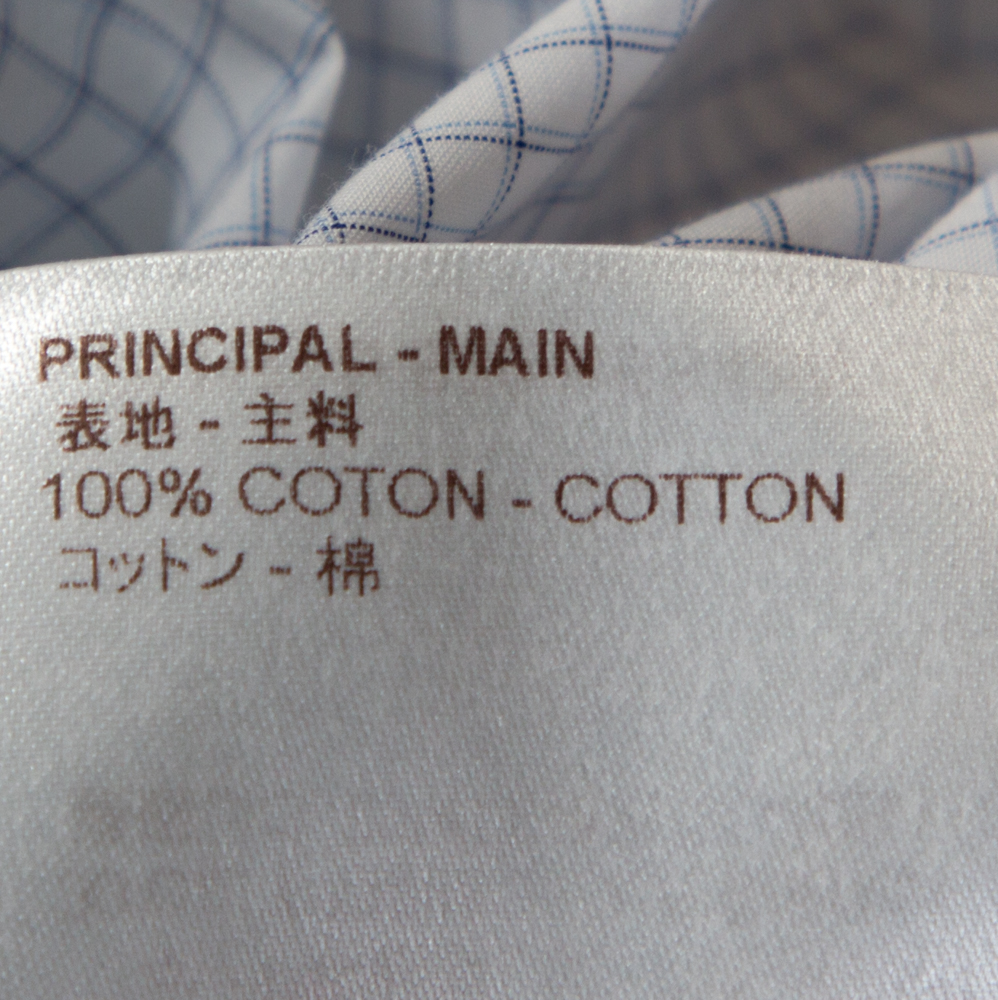 PRINCIPAL - MAIN
表地 - 主料
100% COTON - COTTON
コットン - 棉